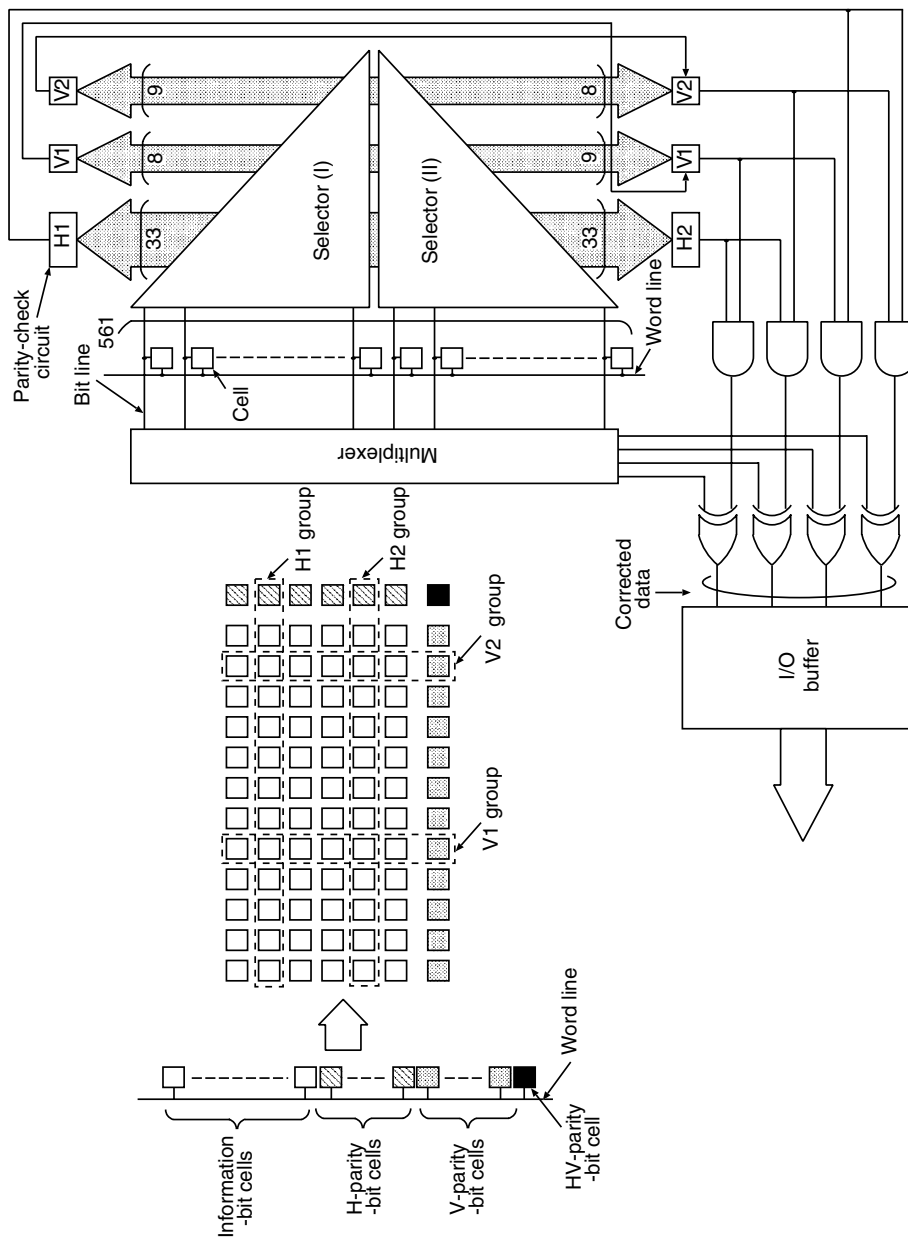 Information
-bit cells
H-parity
-bit cells
V-parity
-bit cells
HV-parity
-bit cell
Word line
V1 group
V2 group
H1 group
H2 group
Parity-check
circuit
Bit line
561
Cell
Word line
Multiplexer
Selector (I)
Selector (II)
H1
V1
V2
33
8
9
33
9
8
H2
V1
V2
Corrected
data
I/O
buffer